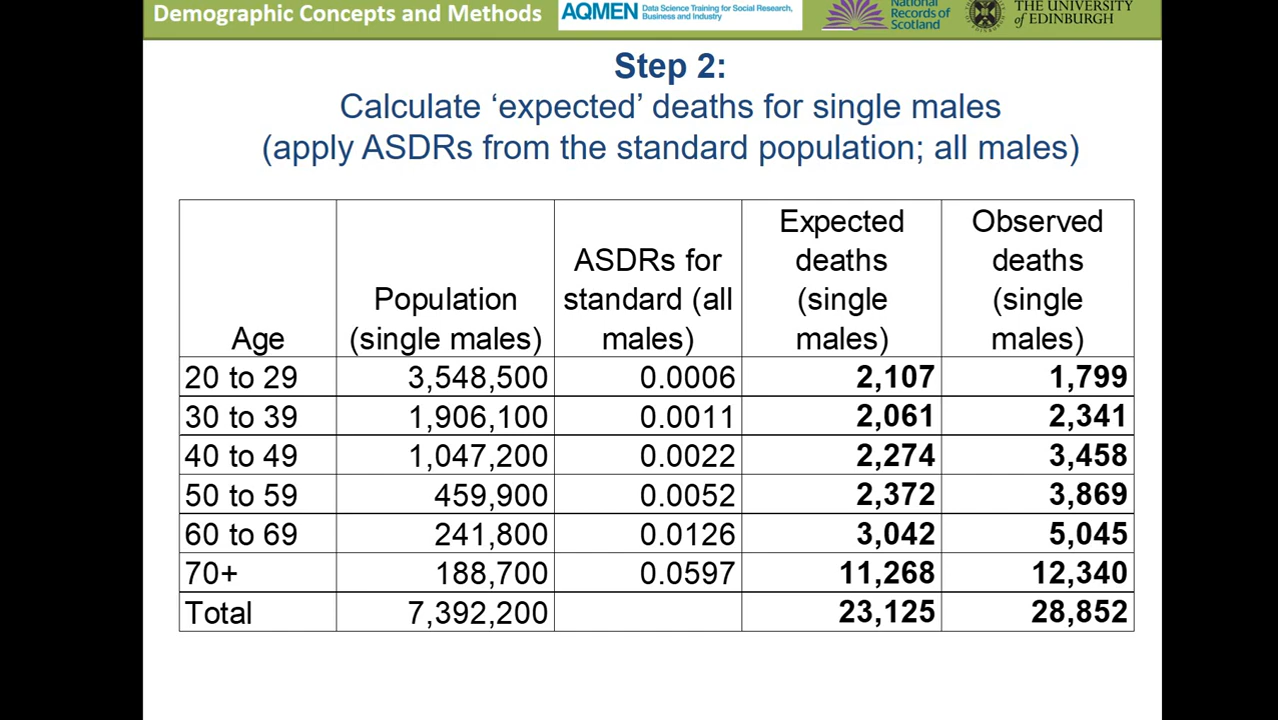 Demographic Concepts and Methods
AQMEN Data Science Training for Social Research,
Business and Industry
National
Records of
Scotland
THE UNIVERSITY
of EDINBURGH
Step 2:
Calculate ‘expected’ deaths for single males
(apply ASDRs from the standard population; all males)
Age Population (single males) ASDRs for standard (all males) Expected deaths (single males) Observed deaths (single males)
20 to 29 3,548,500 0.0006 2,107 1,799
30 to 39 1,906,100 0.0011 2,061 2,341
40 to 49 1,047,200 0.0022 2,274 3,458
50 to 59 459,900 0.0052 2,372 3,869
60 to 69 241,800 0.0126 3,042 5,045
70+ 188,700 0.0597 11,268 12,340
Total 7,392,200 23,125 28,852